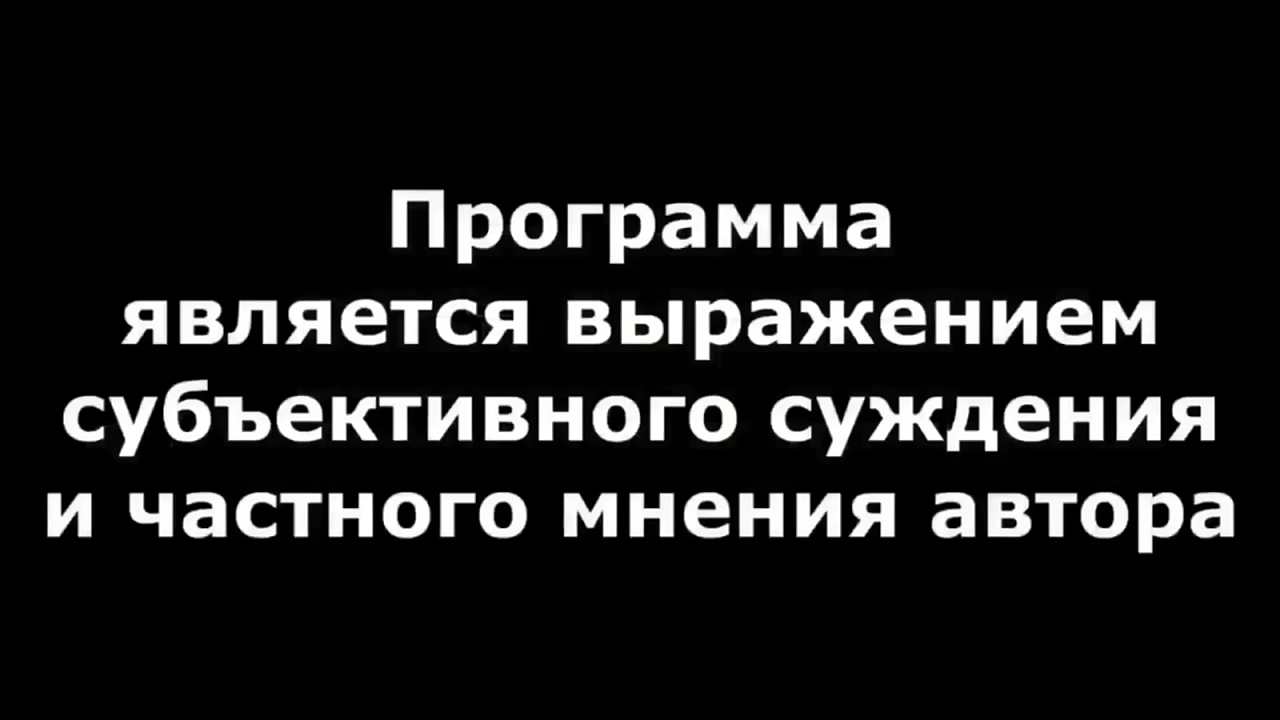 Программа
является выражением
субъективного суждения
и частного мнения автора